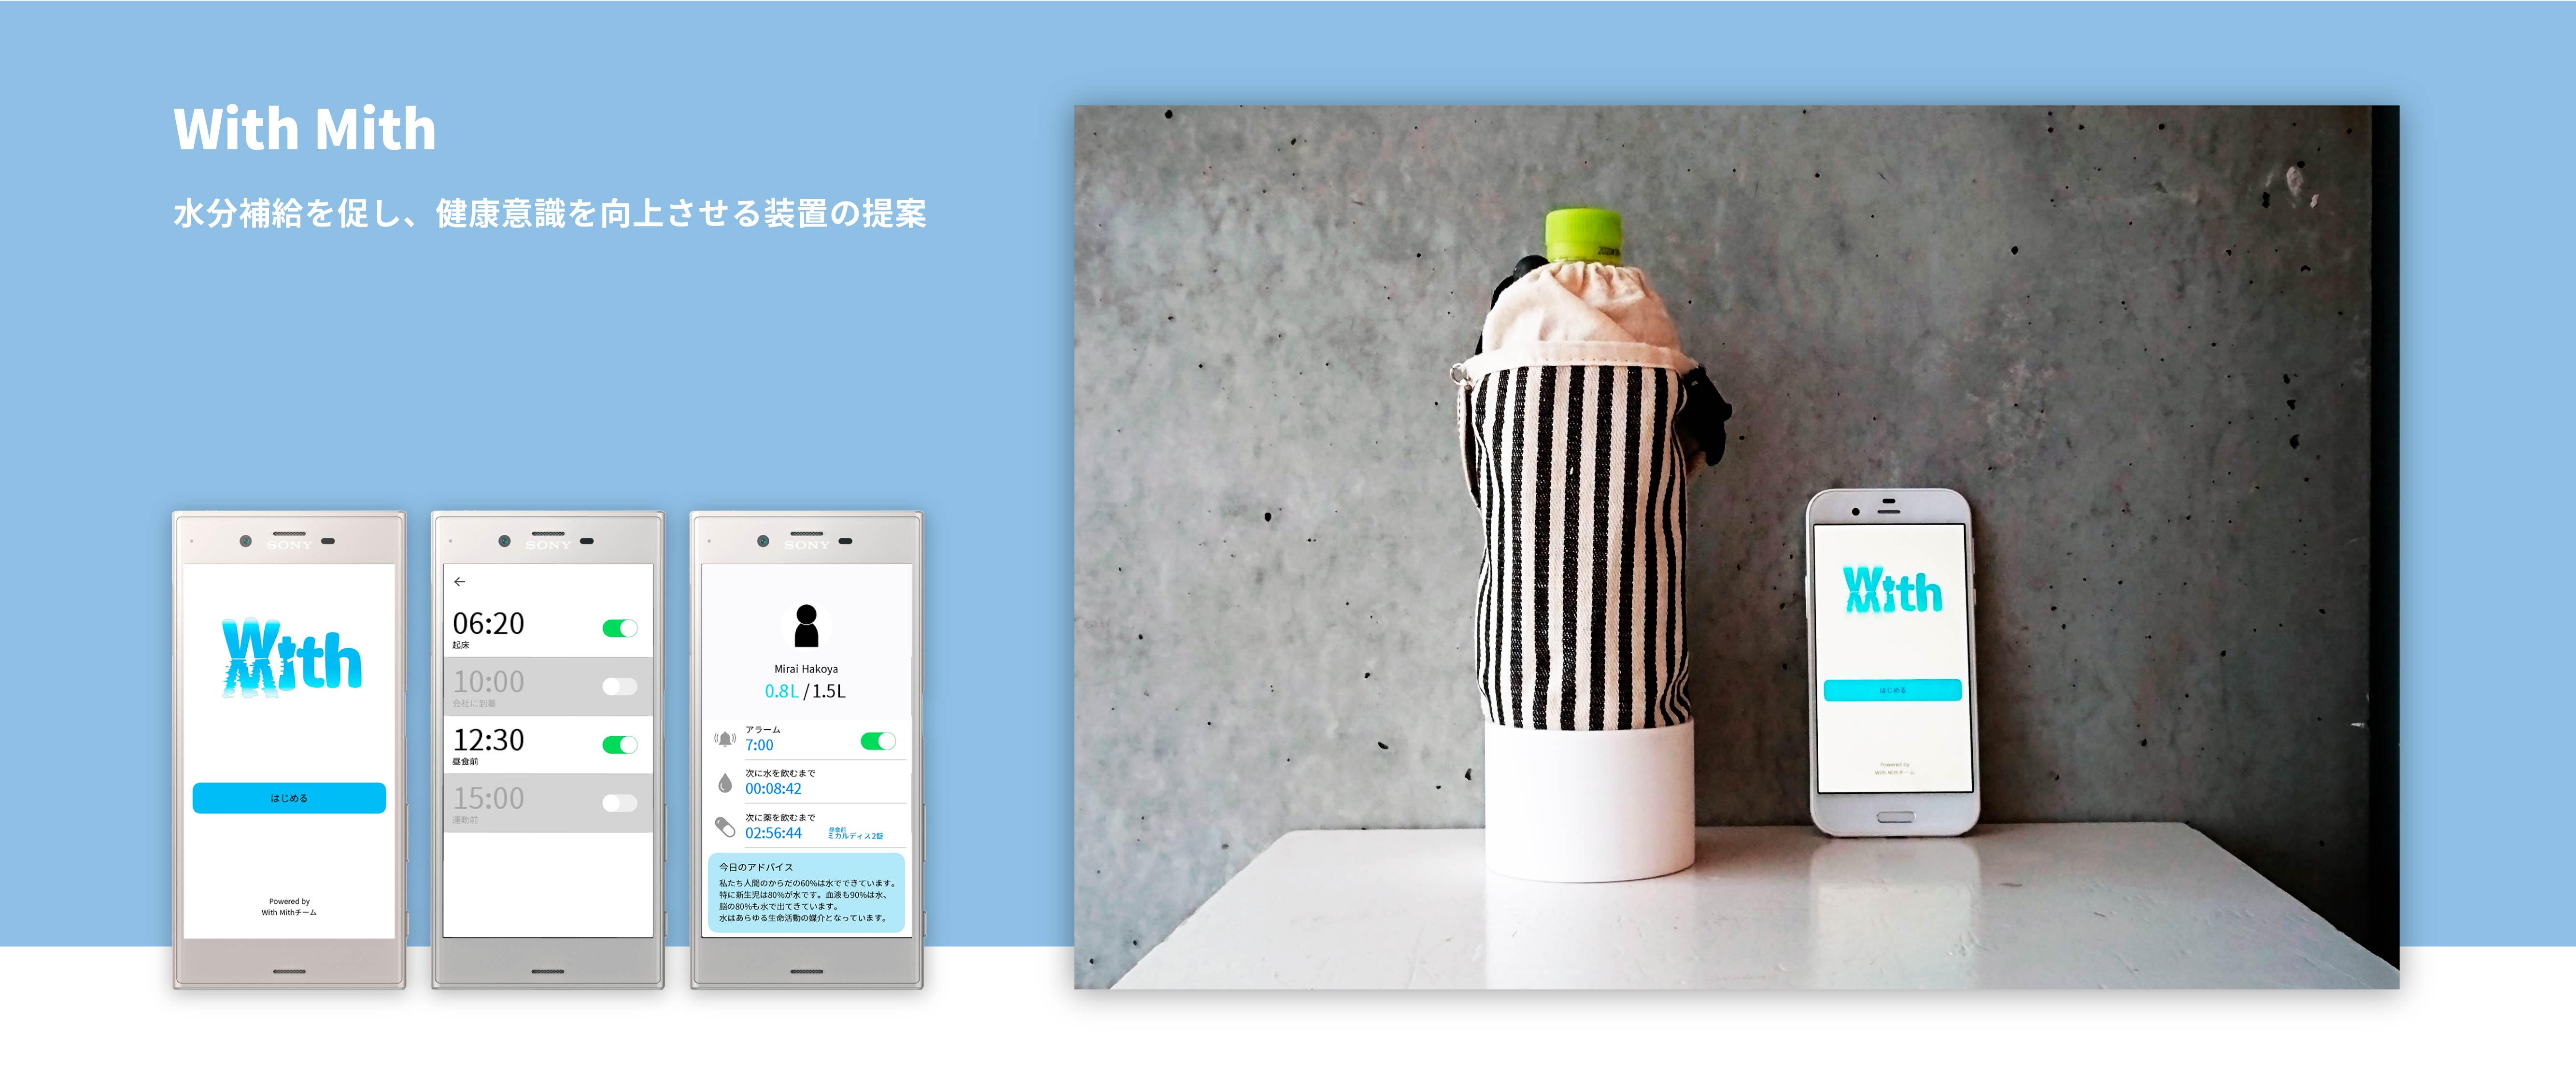 With Mith
水分補給を促し、健康意識を向上させる装置の提案
SONY
With
はじめる
Powered by
With Mithチーム
SONY
06:20
起床
10:00
会社に到着
12:30
昼食前
15:00
運動前
SONY
Mirai Hakoya
0.8L / 1.5L
アラーム
7:00
次に水を飲むまで
00:08:42
次に薬を飲むまで
02:56:44
昼食前
ミカルディス2錠
今日のアドバイス
私たち人間のからだの60%は水でできています。
特に新生児は80%が水です。血液も90%は水、
脳の80%も水で出てきています。
水はあらゆる生命活動の媒介となっています。
With
はじめる
Powered by
With Mithチーム